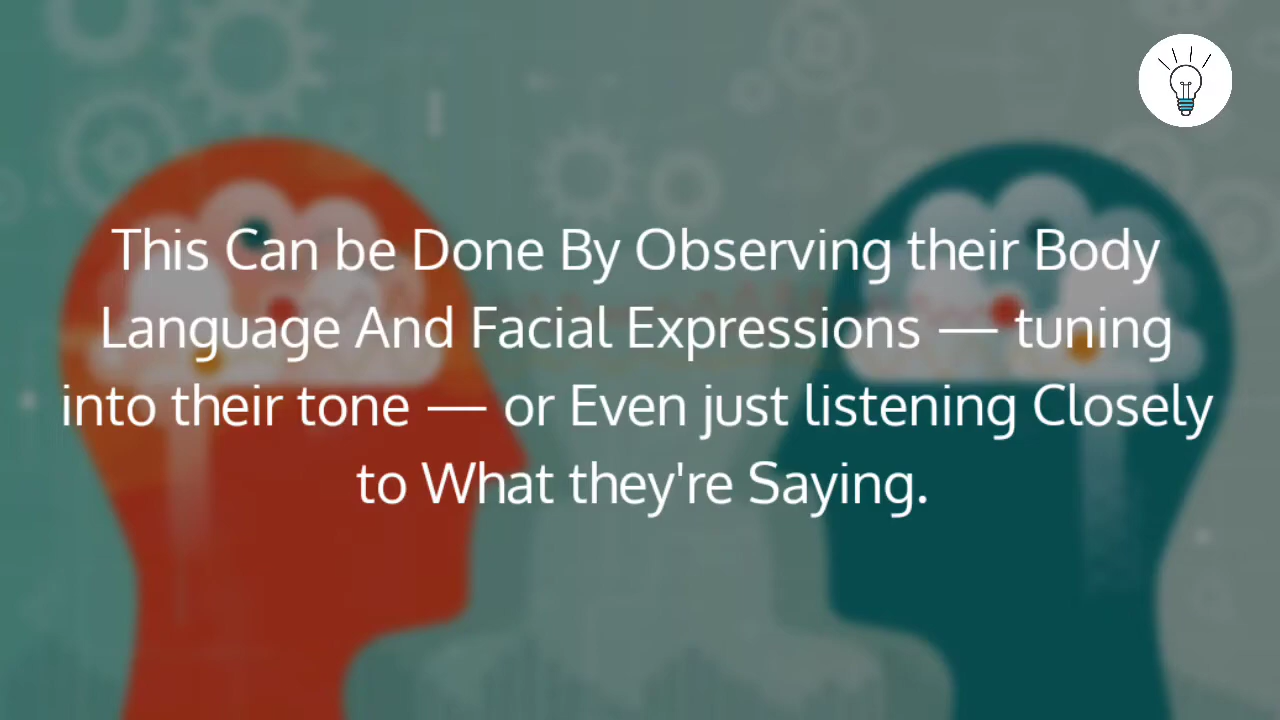 This Can be Done By Observing their Body
Language And Facial Expressions — tuning
into their tone — or Even just listening Closely
to What they're Saying.